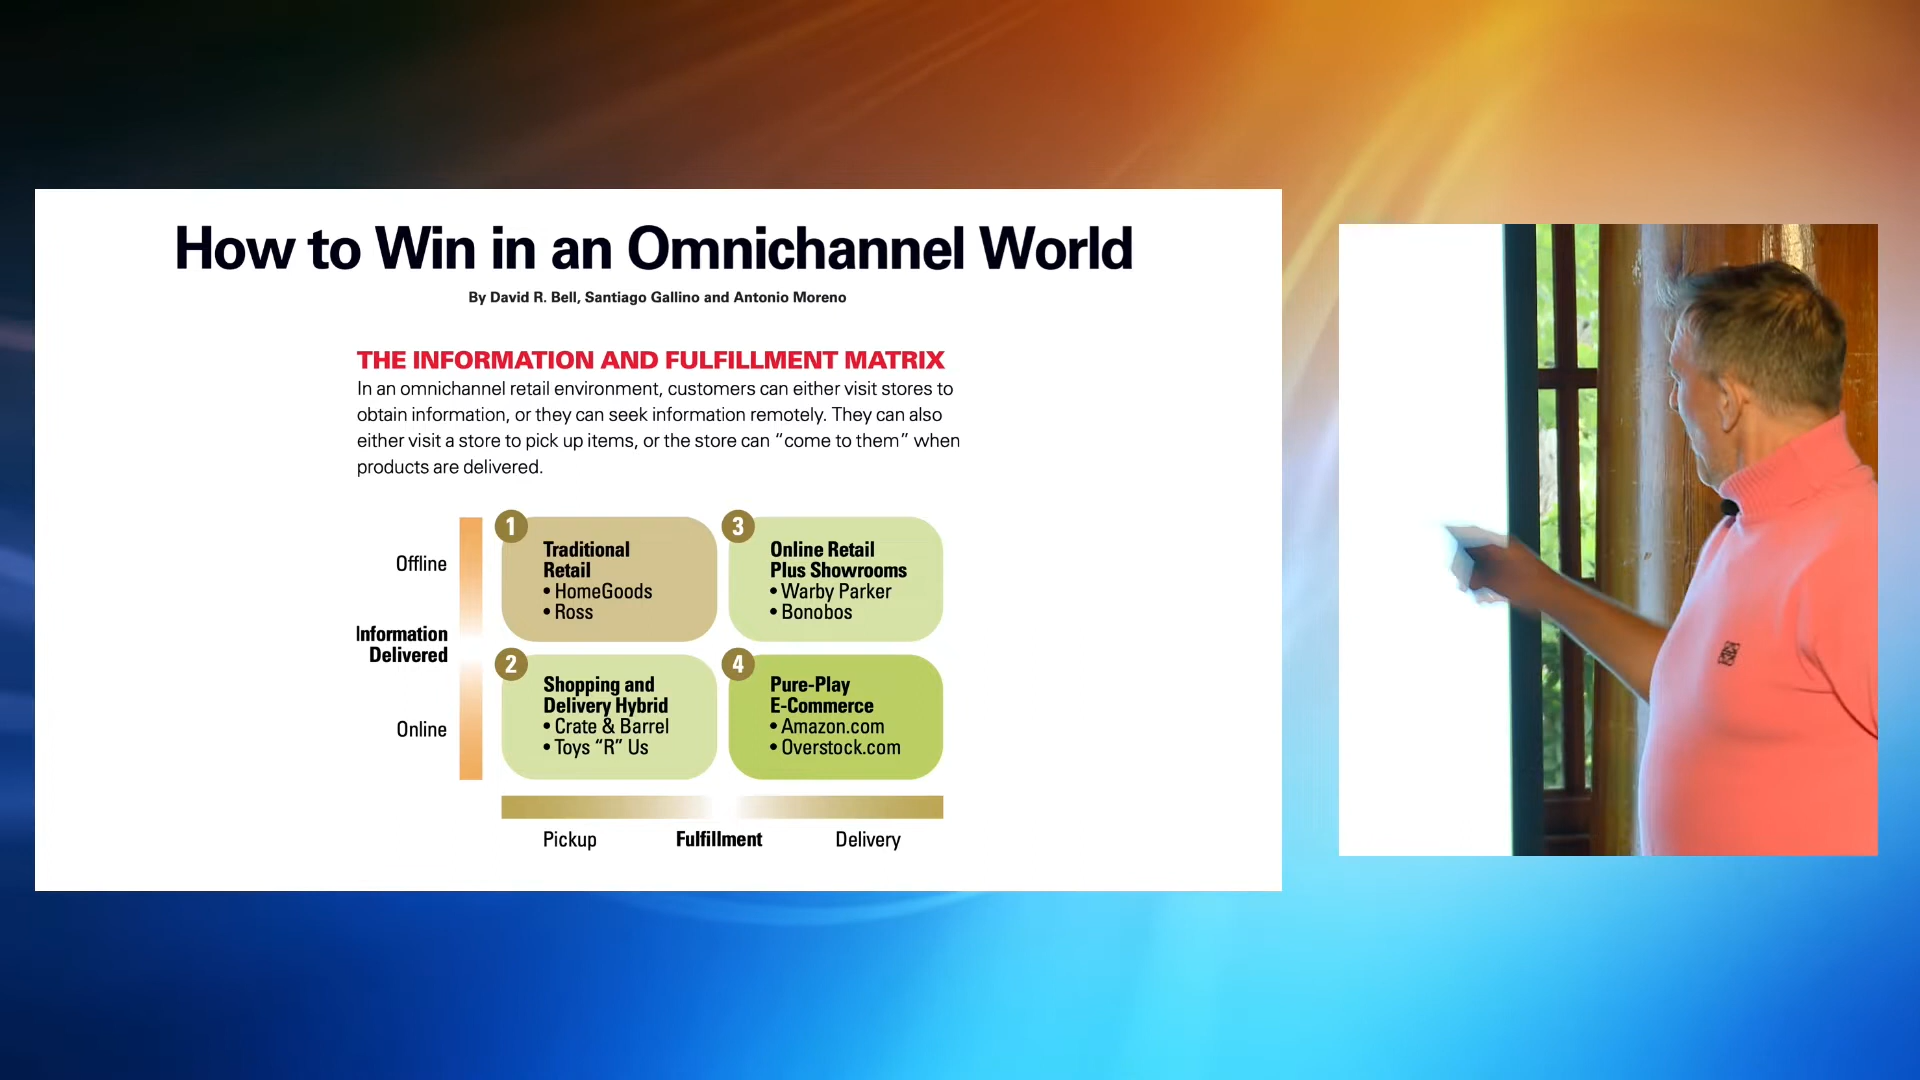 How to Win in an Omnichannel World
By David R. Bell, Santiago Gallino and Antonio Moreno
THE INFORMATION AND FULFILLMENT MATRIX
In an omnichannel retail environment, customers can either visit stores to
obtain information, or they can seek information remotely. They can also
either visit a store to pick up items, or the store can “come to them” when
products are delivered.
Offline
Information
Delivered
Online
1
Traditional
Retail
• HomeGoods
• Ross
3
Online Retail
Plus Showrooms
• Warby Parker
• Bonobos
2
Shopping and
Delivery Hybrid
• Crate & Barrel
• Toys “R” Us
4
Pure-Play
E-Commerce
• Amazon.com
• Overstock.com
Pickup
Fulfillment
Delivery